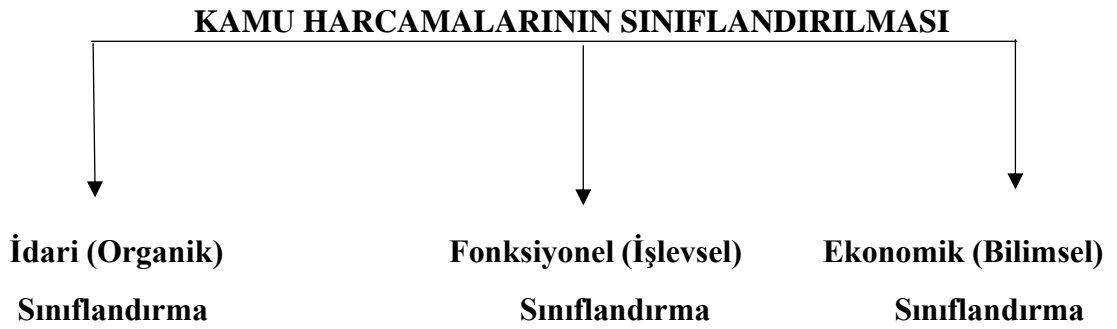 KAMU HARCAMALARININ SINIFLANDIRILMASI
İdari (Organik)
Sınıflandırma
Fonksiyonel (İşlevsel)
Sınıflandırma
Ekonomik (Bilimsel)
Sınıflandırma